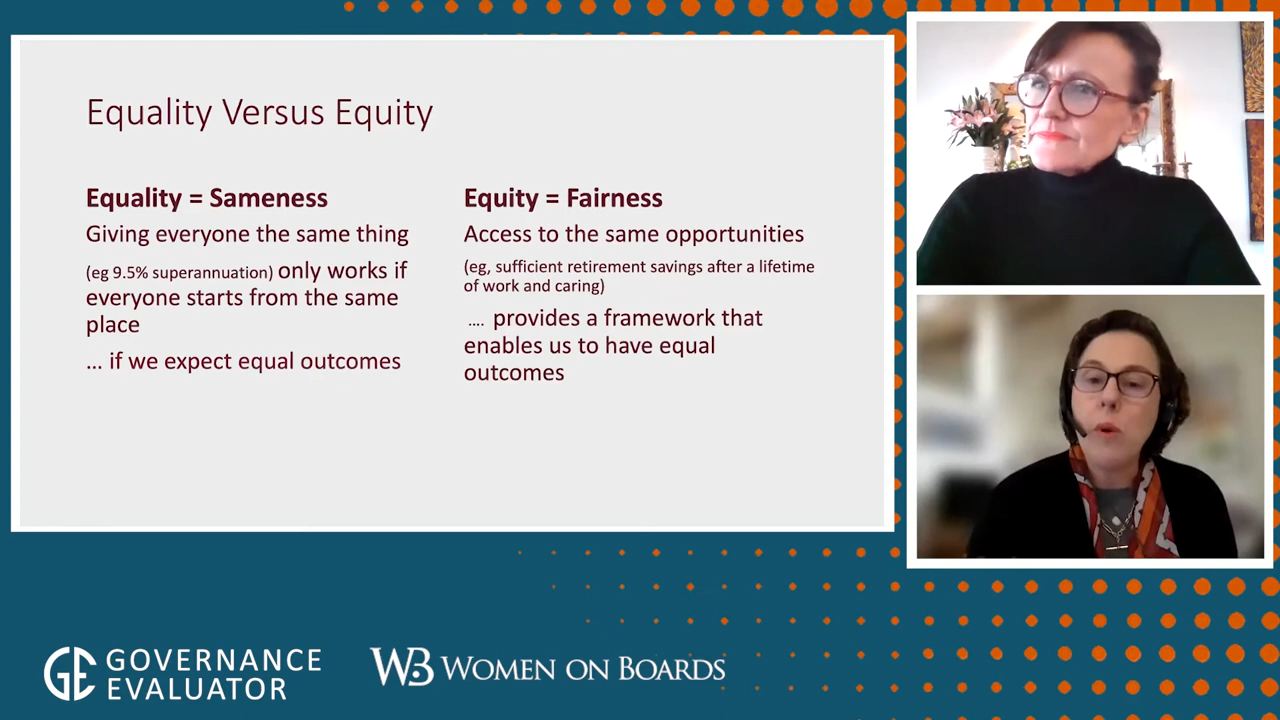 Equality Versus Equity
Equality = Sameness
Giving everyone the same thing
(eg 9.5% superannuation) only works if
everyone starts from the same
place
... if we expect equal outcomes
Equity = Fairness
Access to the same opportunities
(eg, sufficient retirement savings after a lifetime
of work and caring)
.... provides a framework that
enables us to have equal
outcomes
GE GOVERNANCE
EVALUATOR
WB WOMEN ON BOARDS